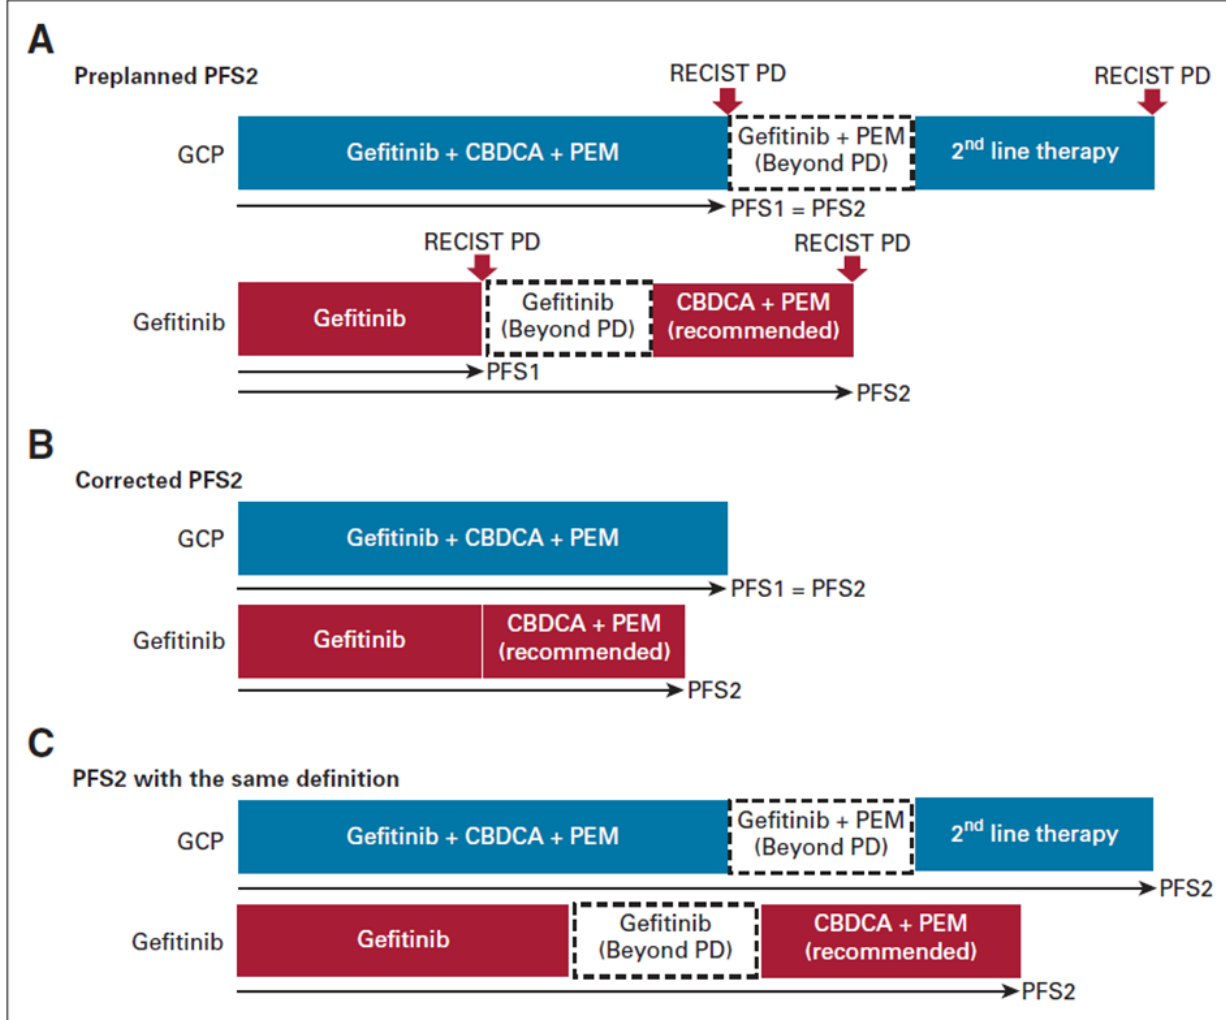 A
Preplanned PFS2
RECIST PD
RECIST PD
GCP
Gefitinib + CBDCA + PEM
Gefitinib + PEM
(Beyond PD)
2nd line therapy
PFS1 = PFS2
RECIST PD
RECIST PD
Gefitinib
Gefitinib
Gefitinib
(Beyond PD)
CBDCA + PEM
(recommended)
PFS1
PFS2
B
Corrected PFS2
GCP
Gefitinib + CBDCA + PEM
PFS1 = PFS2
Gefitinib
Gefitinib
CBDCA + PEM
(recommended)
PFS2
C
PFS2 with the same definition
GCP
Gefitinib + CBDCA + PEM
Gefitinib + PEM
(Beyond PD)
2nd line therapy
PFS2
Gefitinib
Gefitinib
Gefitinib
(Beyond PD)
CBDCA + PEM
(recommended)
PFS2